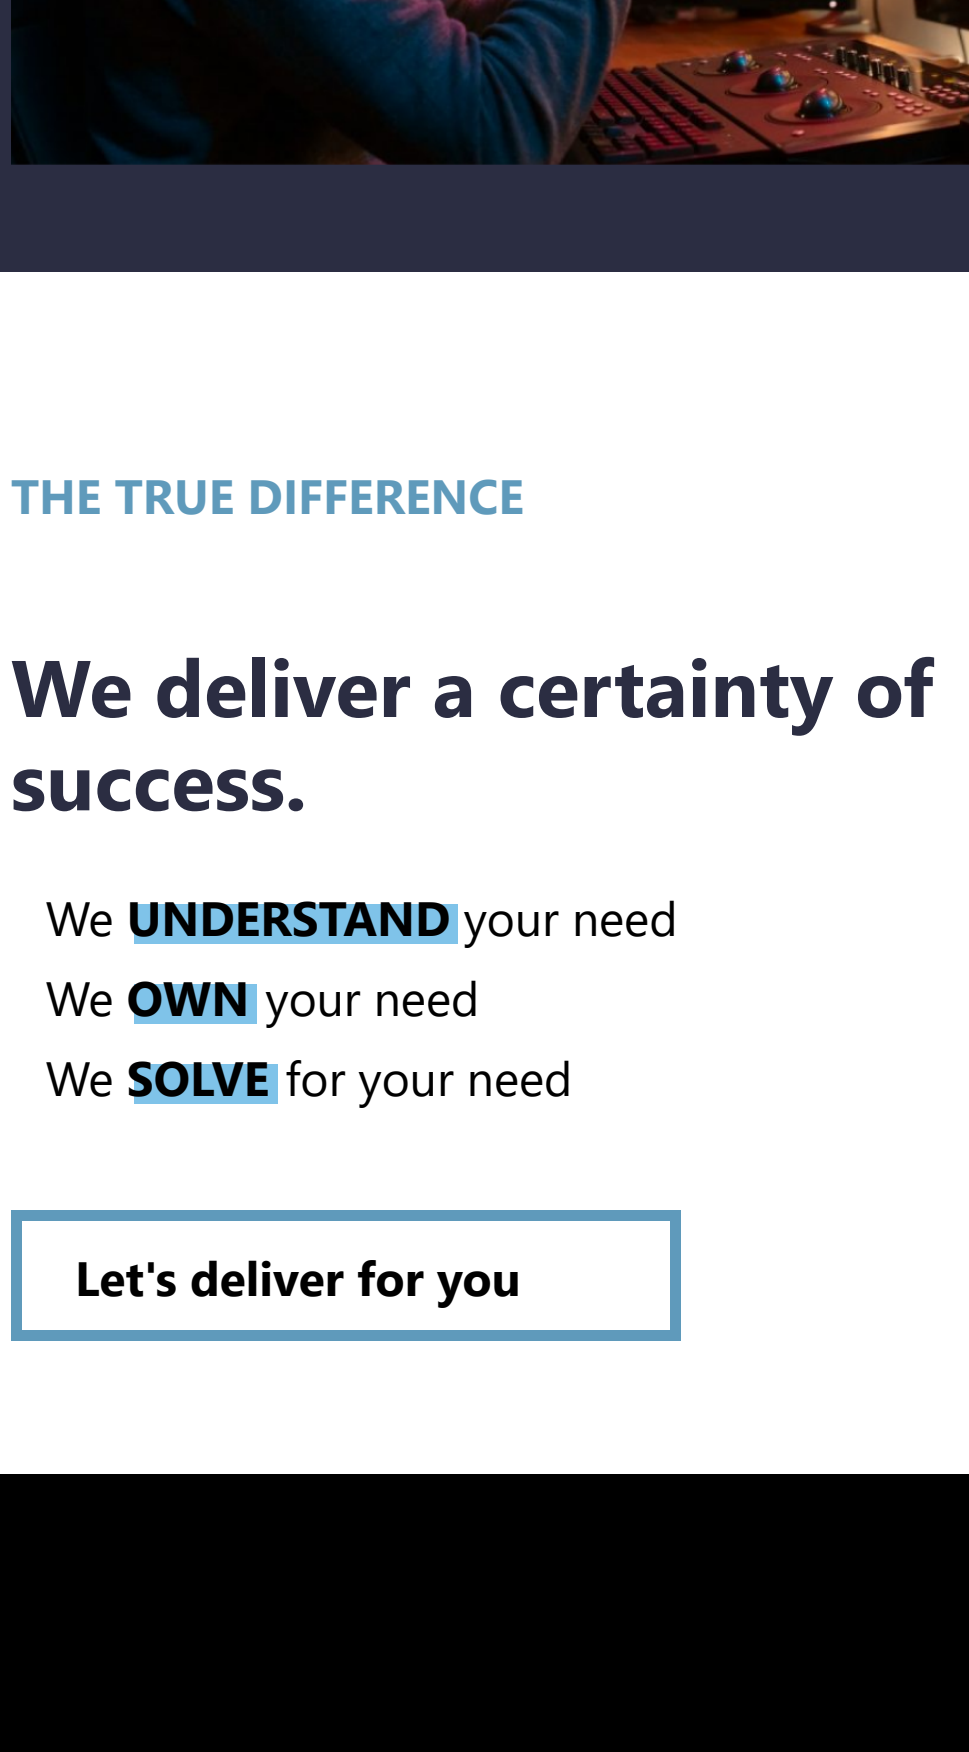 THE TRUE DIFFERENCE
We deliver a certainty of
success.
We UNDERSTAND your need
We OWN your need
We SOLVE for your need
Let's deliver for you